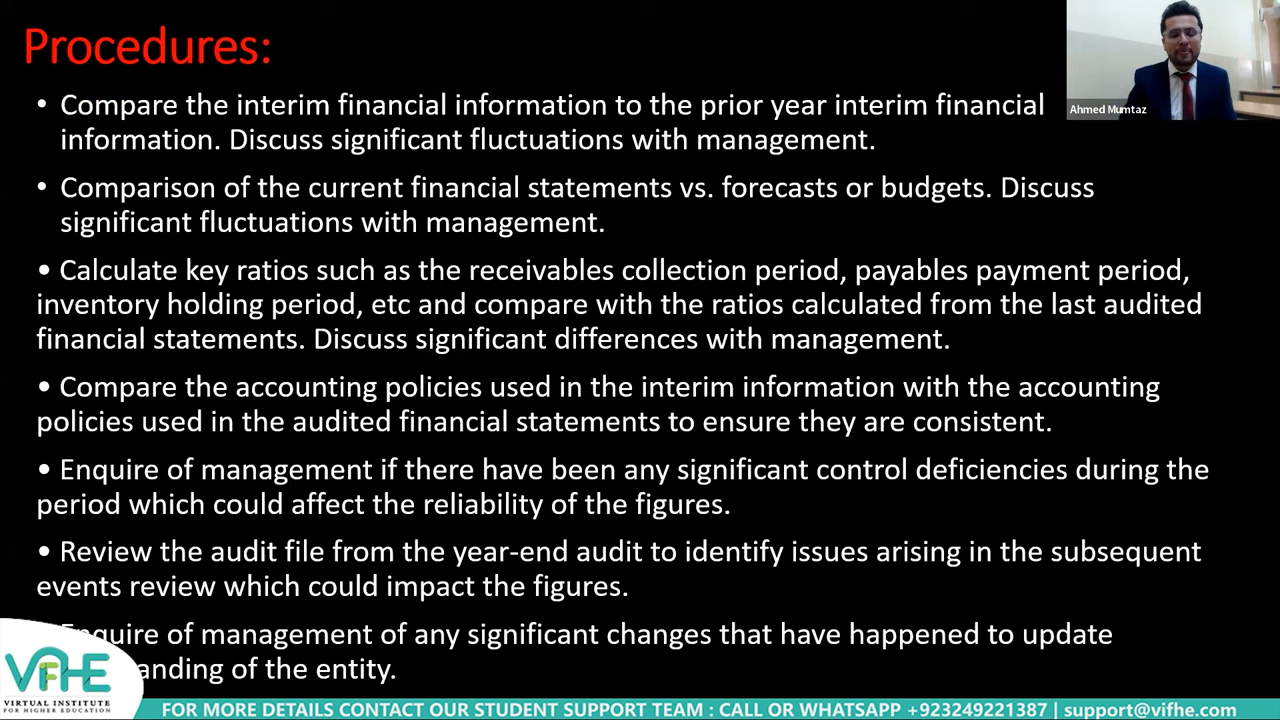 Procedures:
Ahmed Mumtaz
• Compare the interim financial information to the prior year interim financial
information. Discuss significant fluctuations with management.
• Comparison of the current financial statements vs. forecasts or budgets. Discuss
significant fluctuations with management.
• Calculate key ratios such as the receivables collection period, payables payment period,
inventory holding period, etc and compare with the ratios calculated from the last audited
financial statements. Discuss significant differences with management.
• Compare the accounting policies used in the interim information with the accounting
policies used in the audited financial statements to ensure they are consistent.
• Enquire of management if there have been any significant control deficiencies during the
period which could affect the reliability of the figures.
• Review the audit file from the year-end audit to identify issues arising in the subsequent
events review which could impact the figures.
Enquire of management of any significant changes that have happened to update
anding of the entity.
VFHE
VIRTUAL INSTITUTE
FOR HIGHER EDUCATION
FOR MORE DETAILS CONTACT OUR STUDENT SUPPORT TEAM : CALL OR WHATSAPP +923249221387 | support@vifhe.com